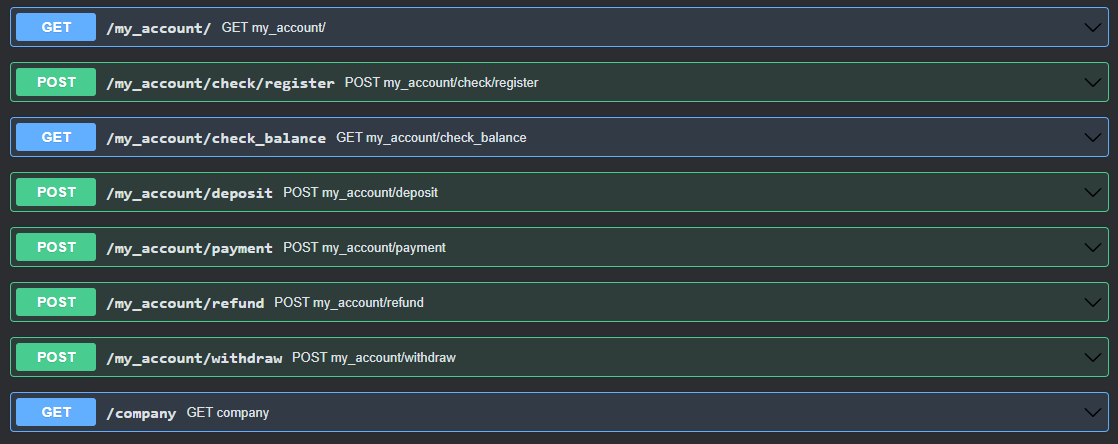 GET /my_account/ GET my_account/
POST /my_account/check/register POST my_account/check/register
GET /my_account/check_balance GET my_account/check_balance
POST /my_account/deposit POST my_account/deposit
POST /my_account/payment POST my_account/payment
POST /my_account/refund POST my_account/refund
POST /my_account/withdraw POST my_account/withdraw
GET /company GET company